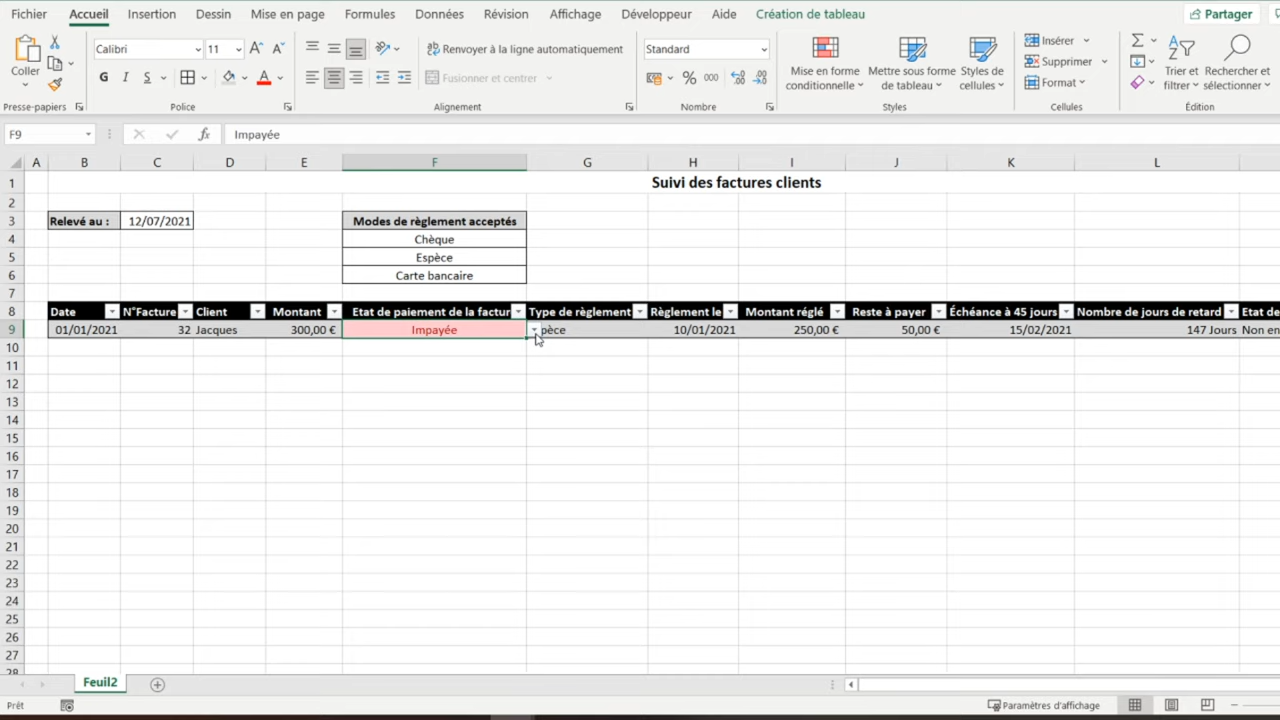 Fichier Accueil Insertion Dessin Mise en page Formules Données Révision Affichage Développeur Aide Création de tableau Partager
Coller
Presse-papiers
Calibri 11
G I S A
Police
Renvoyer à la ligne automatiquement
Fusionner et centrer
Alignement
Standard
% 000
Nombre
Mise en forme conditionnelle
Mettre sous forme de tableau
Styles de cellules
Styles
Insérer
Supprimer
Format
Cellules
Trier et filtrer
Rechercher et sélectionner
Édition
F9 fx Impayée
A B C D E F G H I J K L
1 Suivi des factures clients
2
3 Relevé au : 12/07/2021 Modes de règlement acceptés
4 Chèque
5 Espèce
6 Carte bancaire
7
8 Date N°Facture Client Montant Etat de paiement de la factur Type de règlement Règlement le Montant réglé Reste à payer Échéance à 45 jours Nombre de jours de retard Etat de
9 01/01/2021 32 Jacques 300,00 € Impayée pèce 10/01/2021 250,00 € 50,00 € 15/02/2021 147 Jours Non en
10
11
12
13
14
15
16
17
18
19
20
21
22
23
24
25
26
27
28
Feuil2
Prêt Paramètres d'affichage